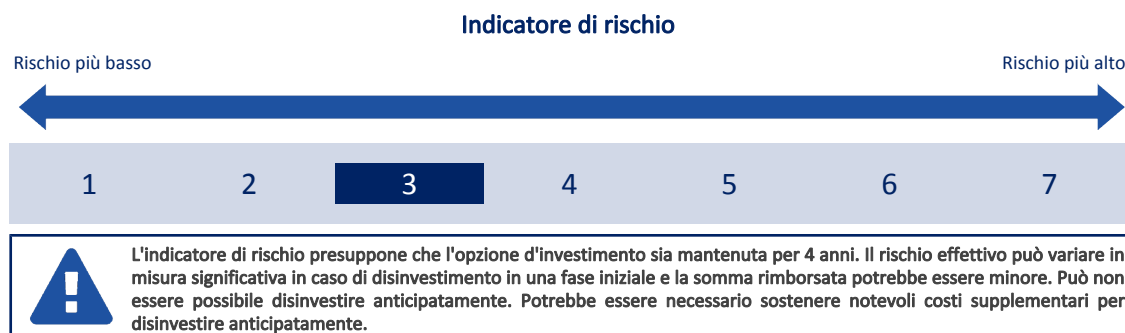 Indicatore di rischio
Rischio più basso Rischio più alto
1 2 3 4 5 6 7
L'indicatore di rischio presuppone che l'opzione d'investimento sia mantenuta per 4 anni. Il rischio effettivo può variare in
misura significativa in caso di disinvestimento in una fase iniziale e la somma rimborsata potrebbe essere minore. Può non
essere possibile disinvestire anticipatamente. Potrebbe essere necessario sostenere notevoli costi supplementari per
disinvestire anticipatamente.